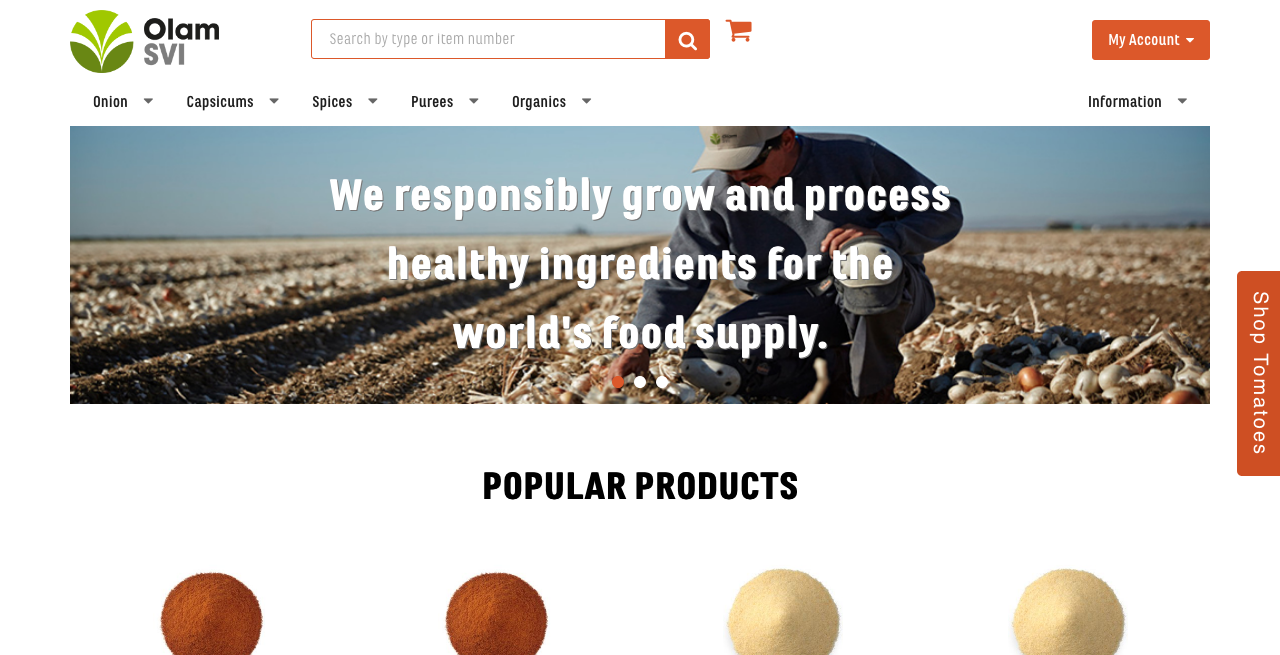 Olam
SVI
Search by type or item number
My Account
Onion
Capsicums
Spices
Purees
Organics
Information
We responsibly grow and process
healthy ingredients for the
world's food supply.
Shop Tomatoes
POPULAR PRODUCTS